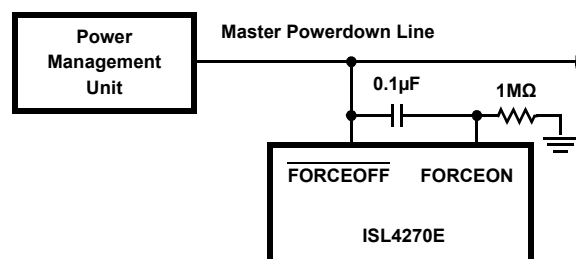 Power
Management
Unit
Master Powerdown Line
0.1µF
1MΩ
FORCEOFF
FORCEON
ISL4270E